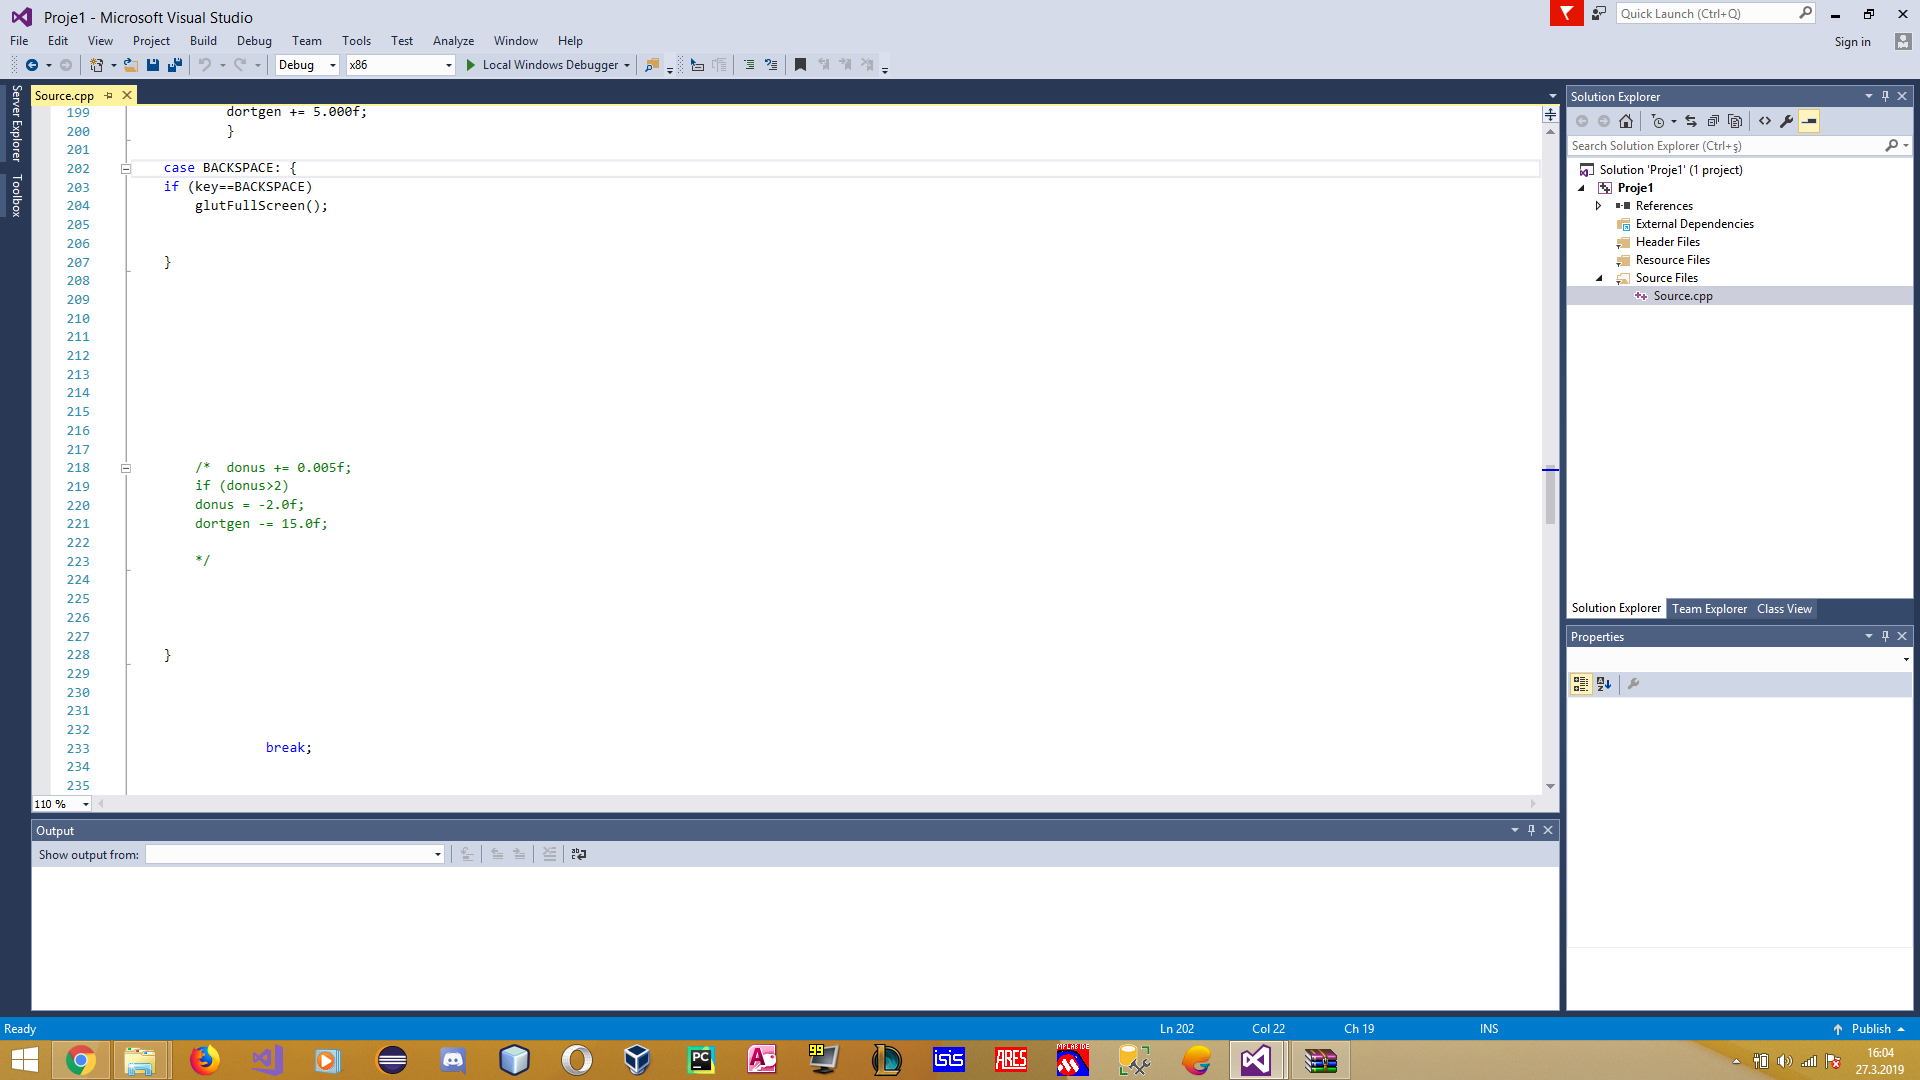 Proje1 - Microsoft Visual Studio
Quick Launch (Ctrl+Q)
File Edit View Project Build Debug Team Tools Test Analyze Window Help
Sign in
Debug x86 Local Windows Debugger
Server Explorer
Toolbox
Source.cpp
199 dortgen += 5.000f;
200 }
201
202 case BACKSPACE: {
203 if (key==BACKSPACE)
204 glutFullScreen();
205
206
207 }
208
209
210
211
212
213
214
215
216
217
218 /* donus += 0.005f;
219 if (donus>2)
220 donus = -2.0f;
221 dortgen -= 15.0f;
222
223 */
224
225
226
227
228 }
229
230
231
232
233 break;
234
235
110 %
Output
Show output from:
Solution Explorer
Search Solution Explorer (Ctrl+ş)
Solution 'Proje1' (1 project)
Proje1
References
External Dependencies
Header Files
Resource Files
Source Files
Source.cpp
Solution Explorer Team Explorer Class View
Properties
Ready Ln 202 Col 22 Ch 19 INS Publish
PC
99
isis
ARES
MPLAB IDE
16:04
27.3.2019